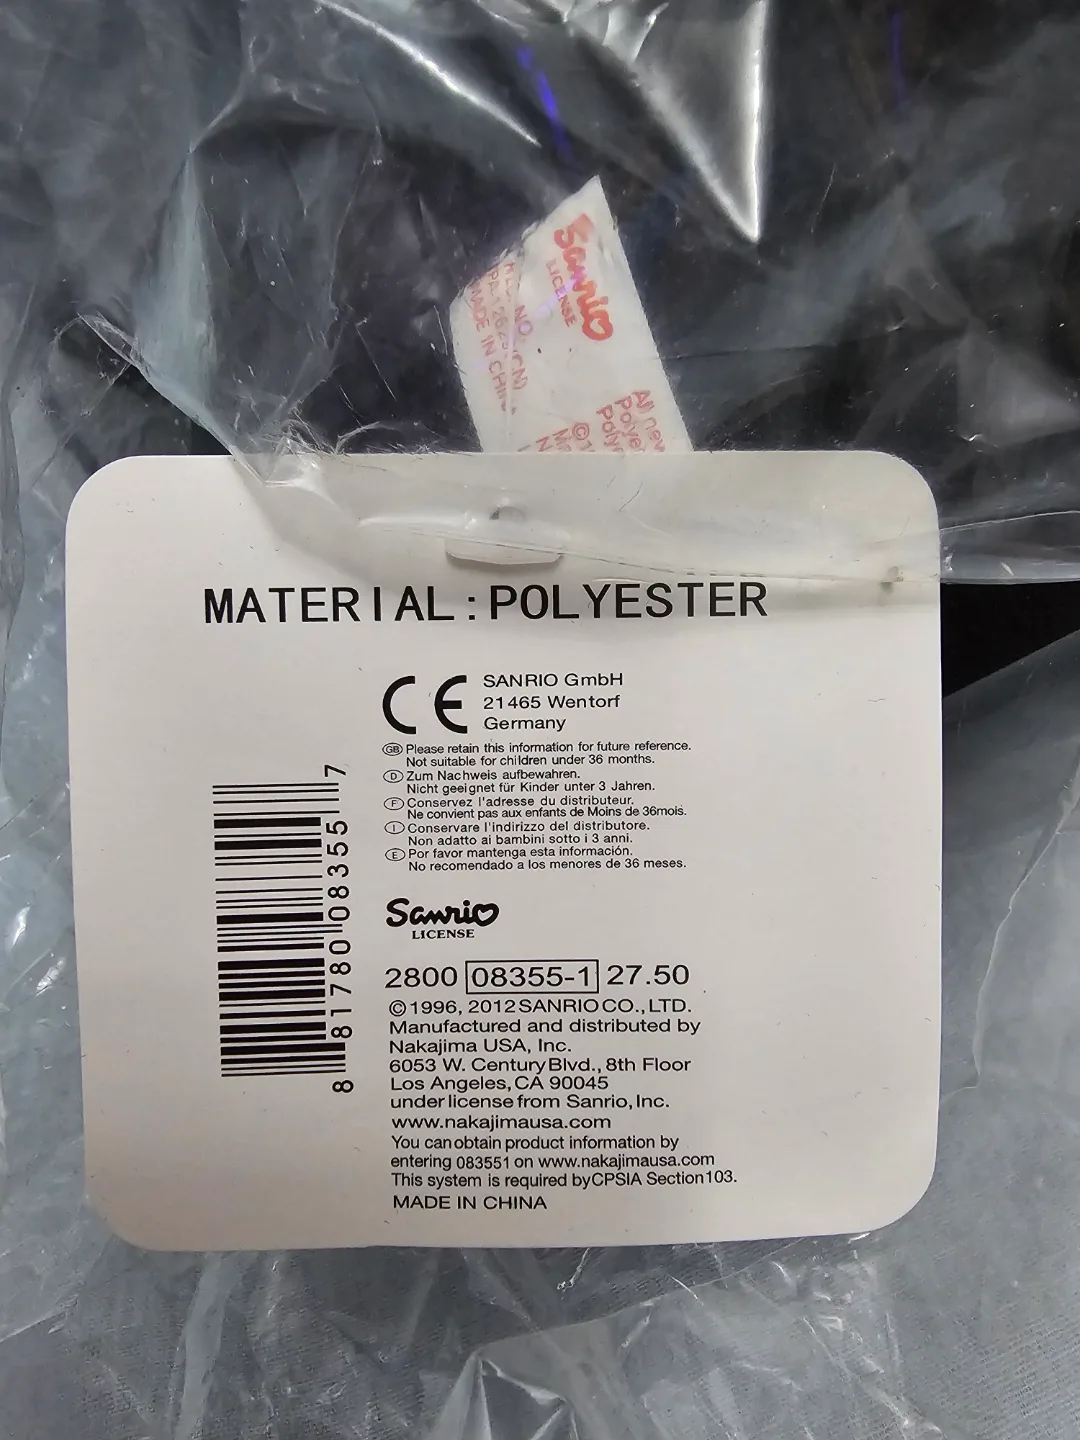 Sanrio
LICENSE
NO.
MADE IN
All new
MATERIAL:POLYESTER
CE
SANRIO GmbH
21465 Wentorf
Germany
GB Please retain this information for future reference.
Not suitable for children under 36 months.
D Zum Nachweis aufbewahren.
Nicht geeignet für Kinder unter 3 Jahren.
F Conservez l'adresse du distributeur.
Ne convient pas aux enfants de Moins de 36mois.
I Conservare l'indirizzo del distributore.
Non adatto ai bambini sotto i 3 anni.
E Por favor mantenga esta información.
No recomendado a los menores de 36 meses.
8 81780 08355 7
Sanrio
LICENSE
2800 08355-1 27.50
©1996, 2012 SANRIO CO., LTD.
Manufactured and distributed by
Nakajima USA, Inc.
6053 W. Century Blvd., 8th Floor
Los Angeles, CA 90045
under license from Sanrio, Inc.
www.nakajimausa.com
You can obtain product information by
entering 083551 on www.nakajimausa.com
This system is required by CPSIA Section 103.
MADE IN CHINA